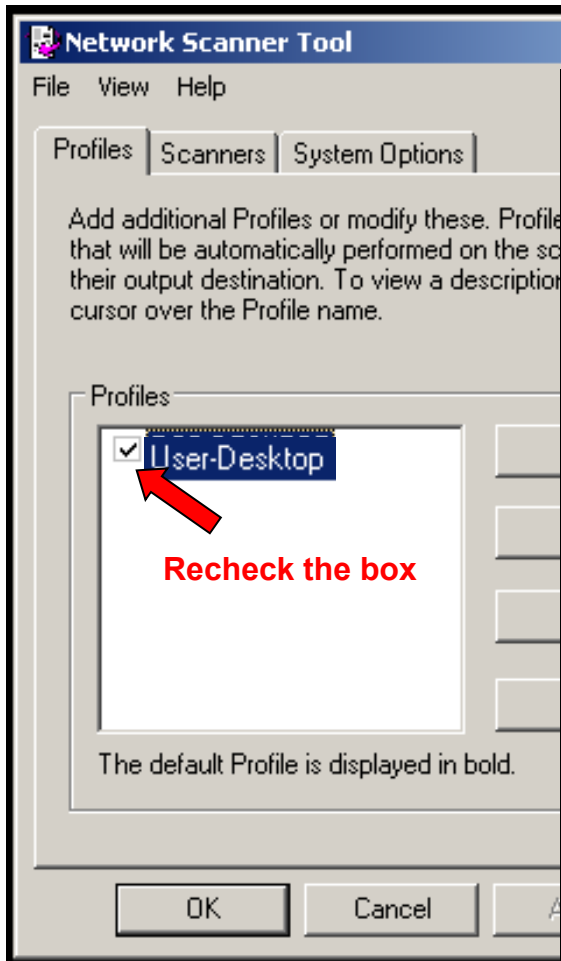 Network Scanner Tool
File View Help
Profiles Scanners System Options
Add additional Profiles or modify these. Profile
that will be automatically performed on the sc
their output destination. To view a description
cursor over the Profile name.
Profiles
User-Desktop
Recheck the box
The default Profile is displayed in bold.
OK Cancel A